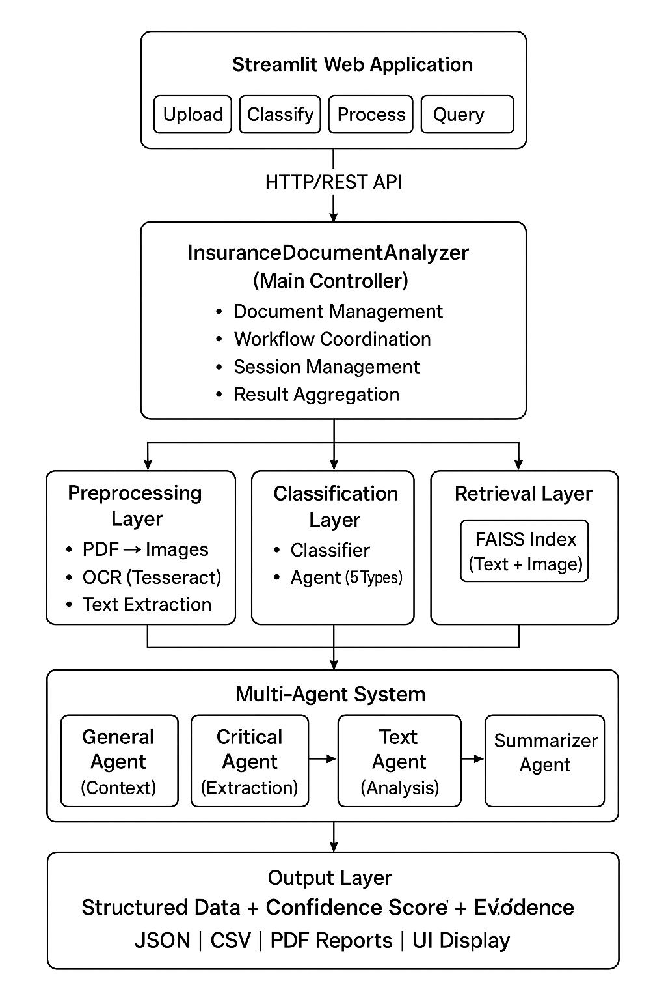 Streamlit Web Application
Upload Classify Process Query
HTTP/REST API
InsuranceDocumentAnalyzer
(Main Controller)
• Document Management
• Workflow Coordination
• Session Management
• Result Aggregation
Preprocessing
Layer
• PDF → Images
• OCR (Tesseract)
• Text Extraction
Classification
Layer
• Classifier
• Agent (5 Types)
Retrieval Layer
FAISS Index
(Text + Image)
Multi-Agent System
General
Agent
(Context)
Critical
Agent
(Extraction)
Text
Agent
(Analysis)
Summarizer
Agent
Output Layer
Structured Data + Confidence Score +
JSON | CSV | PDF Reports | UI Display